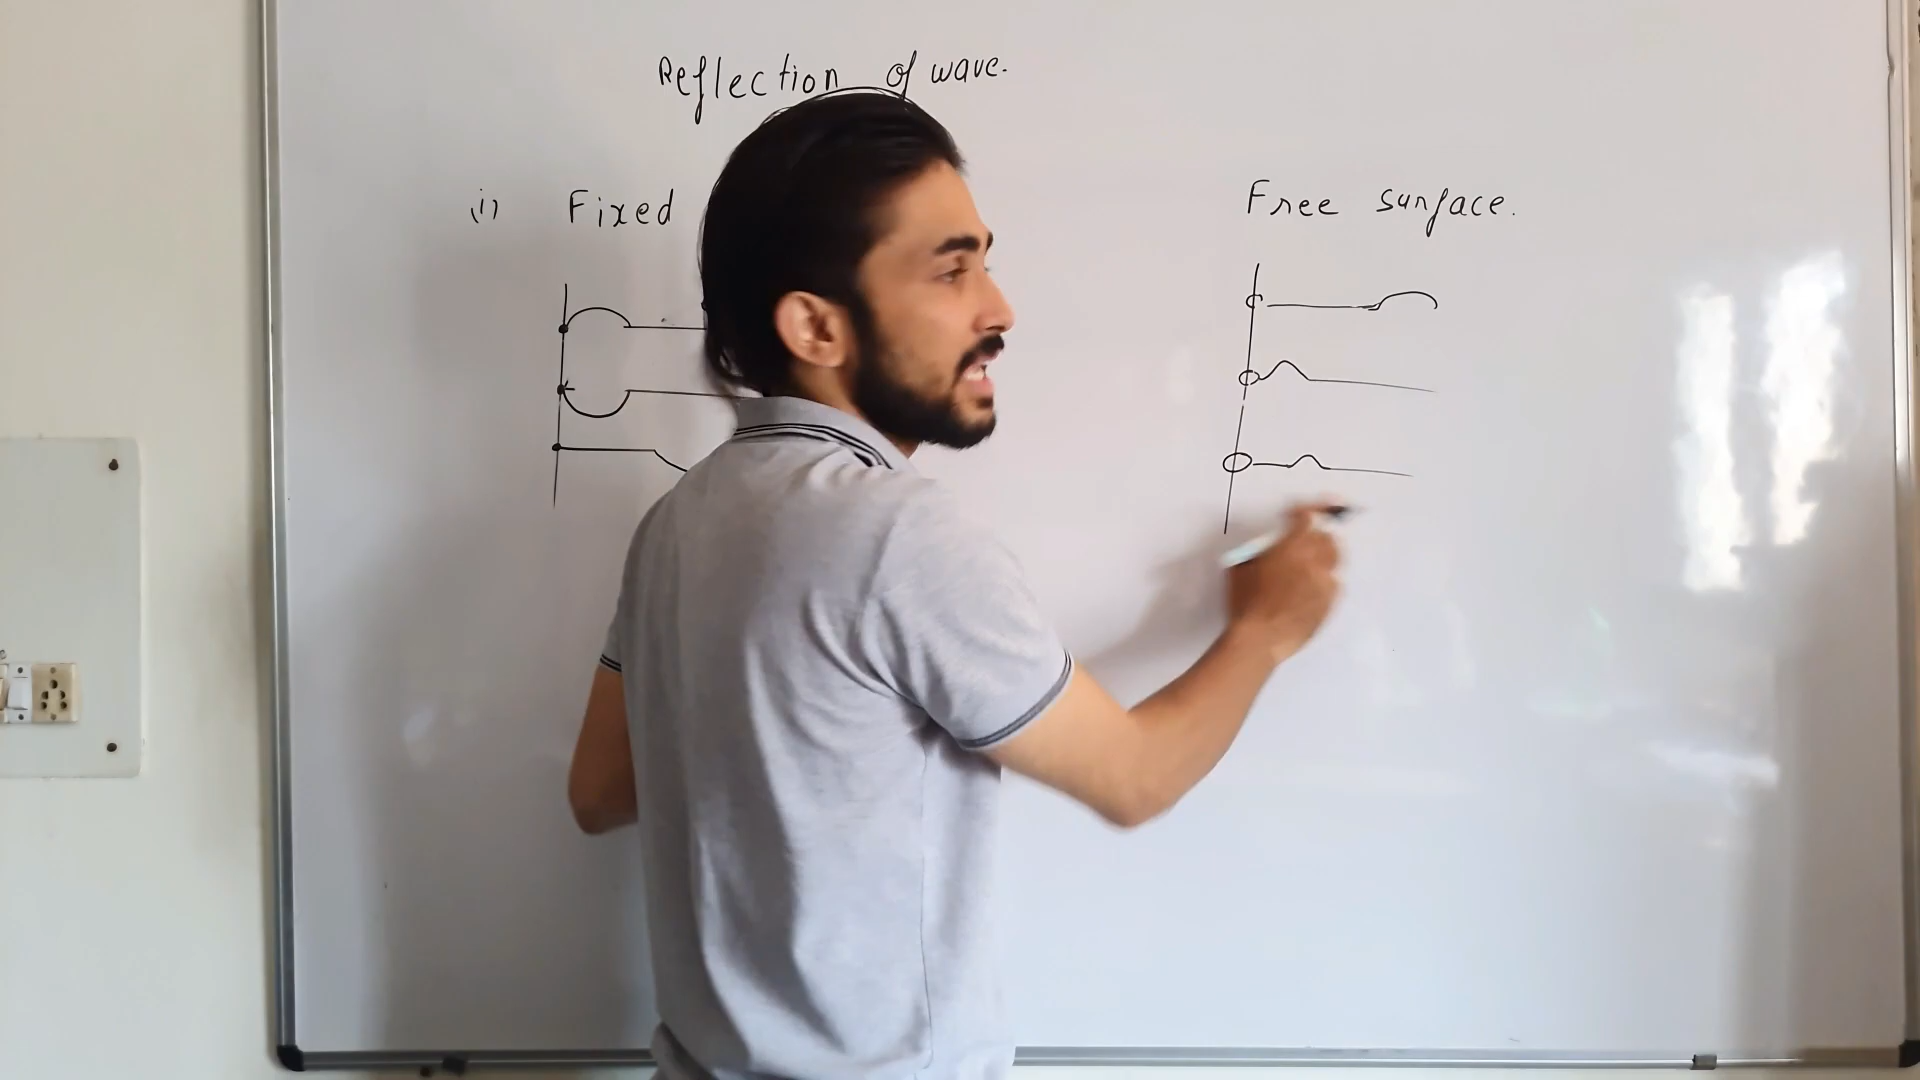 Reflection of wave.
(i) Fixed
Free surface.